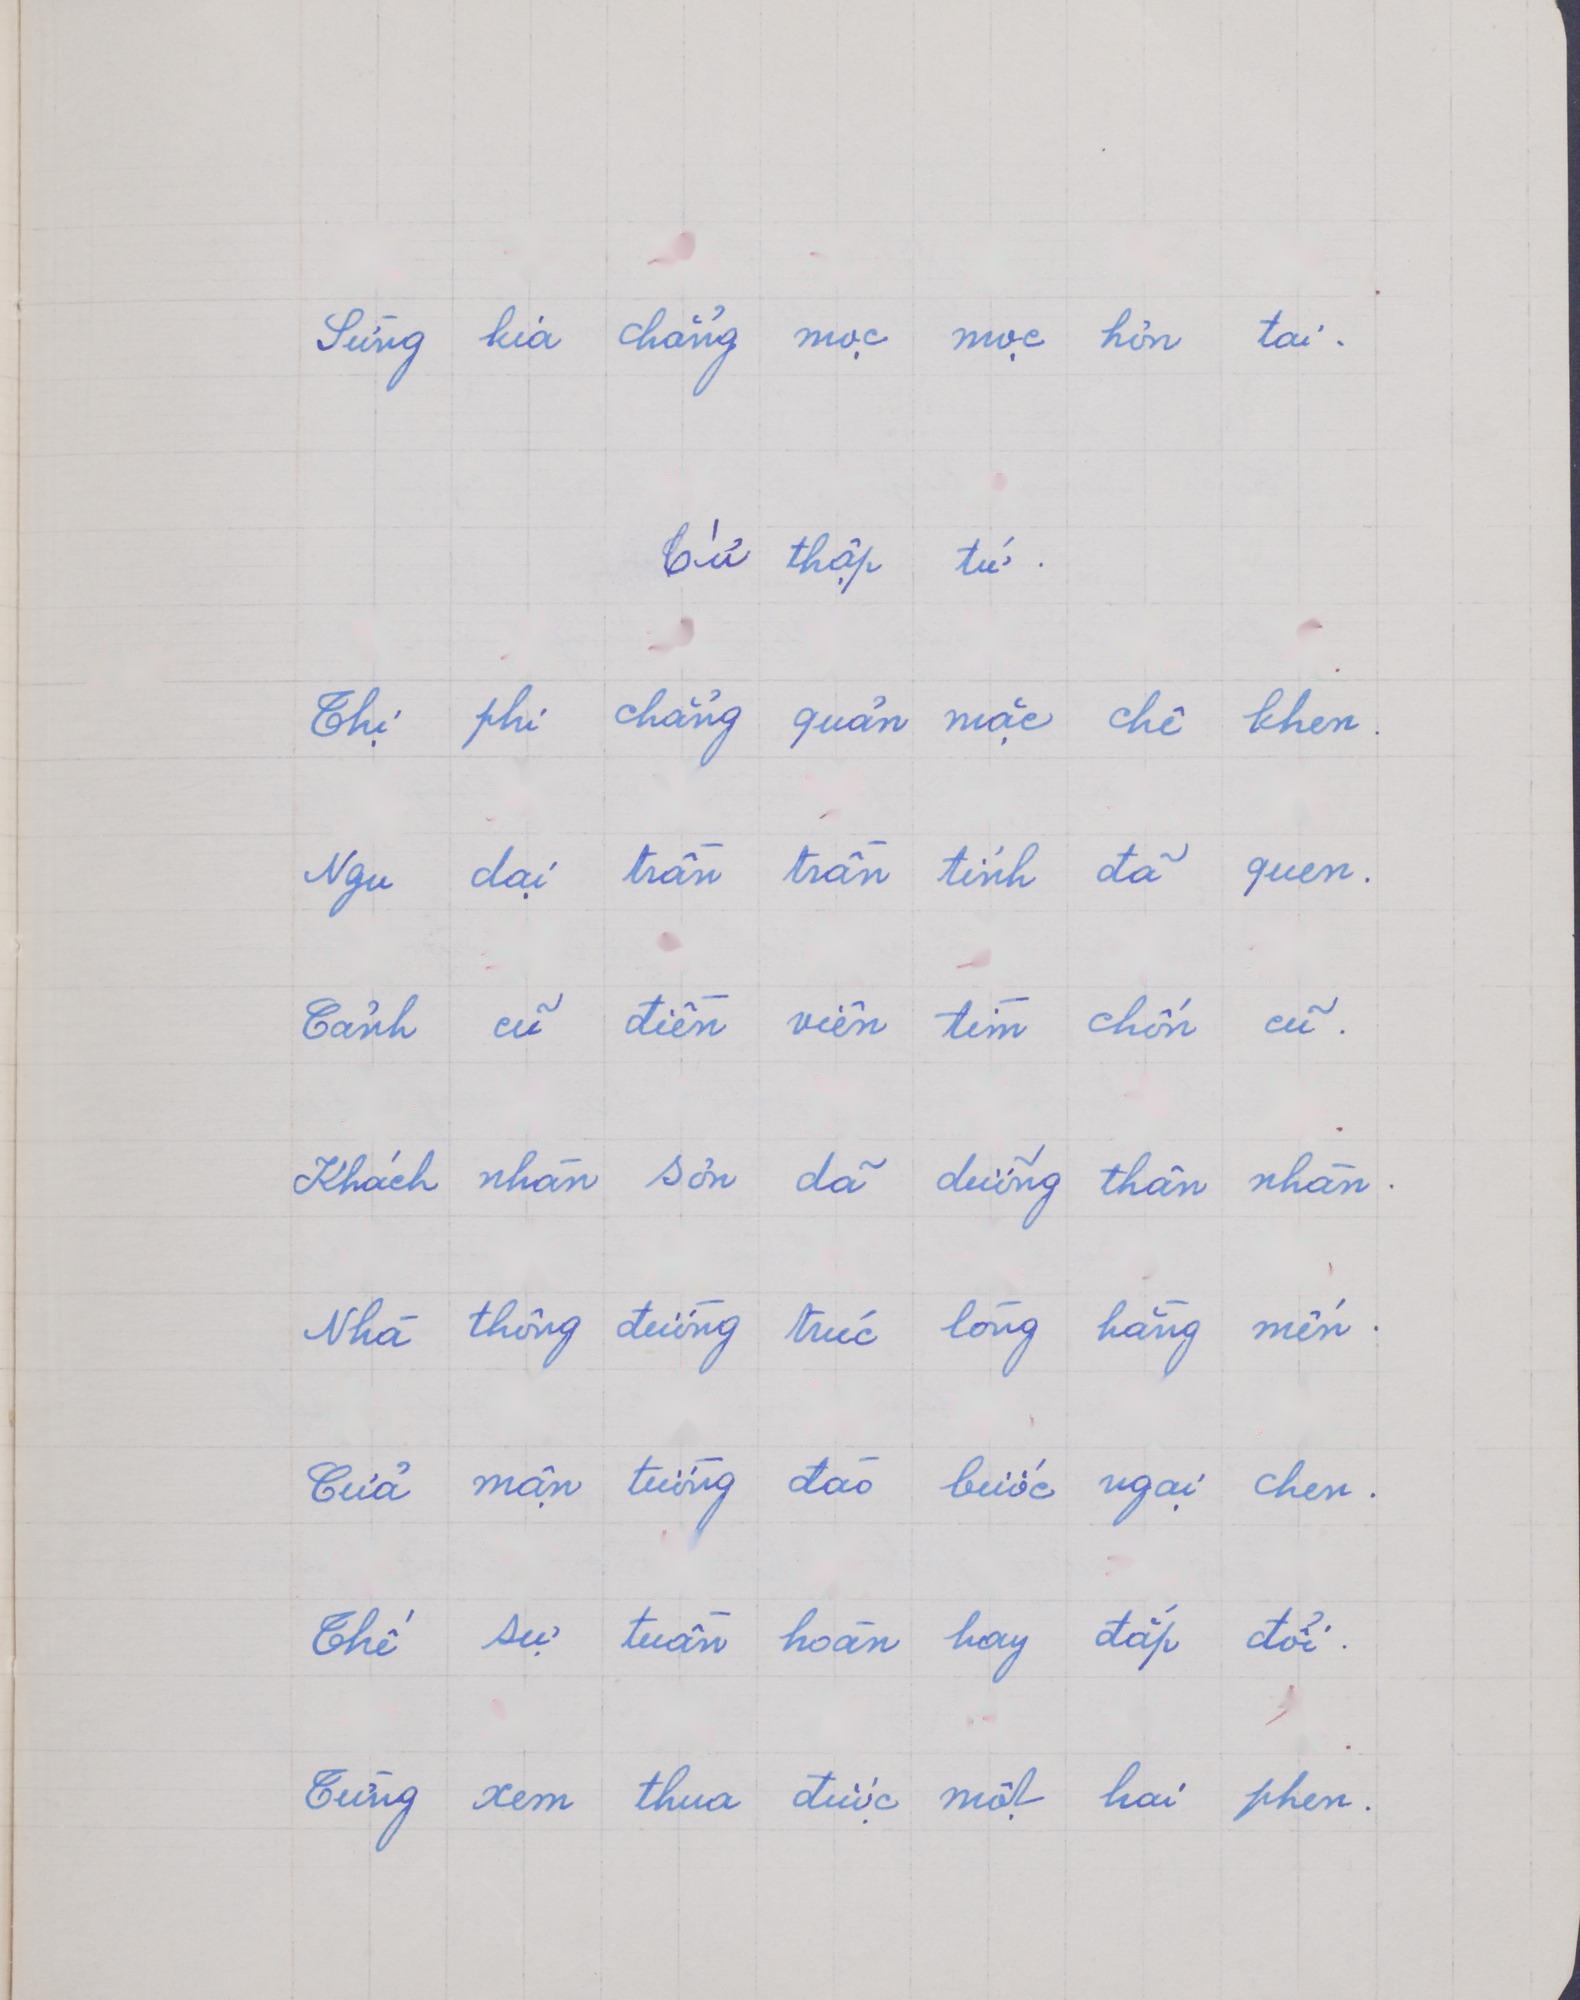 Sừng kia chẳng mọc mọc hơn tai.
Cửu thập tứ.
Thị phi chẳng quản mặc chê khen.
Ngu dại trần trần tính đã quen.
Cảnh cũ điền viên tìm chốn cũ.
Khách nhàn sơn dã dưỡng thân nhàn.
Nhà thông đường trúc lòng hằng mến.
Cửa mận tường đào bước ngại chen.
Thế sự tuần hoàn hay đắp đổi.
Từng xem thua được một hai phen.